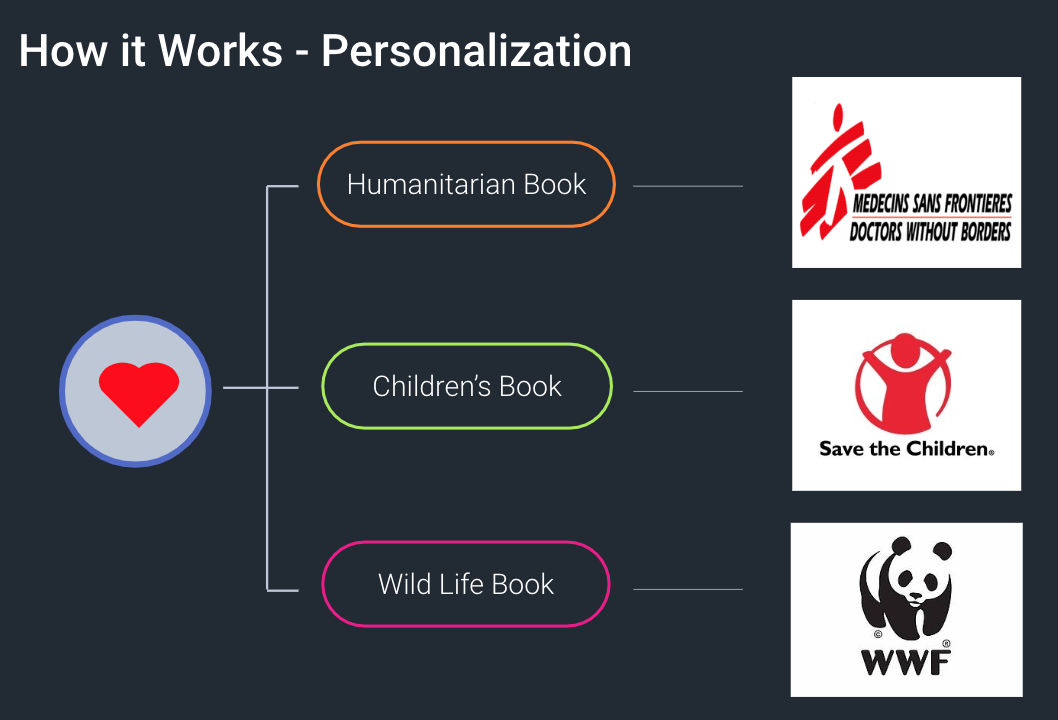 How it Works - Personalization
Humanitarian Book
MEDECINS SANS FRONTIERES
DOCTORS WITHOUT BORDERS
Children’s Book
Save the Children®
Wild Life Book
© ®
WWF